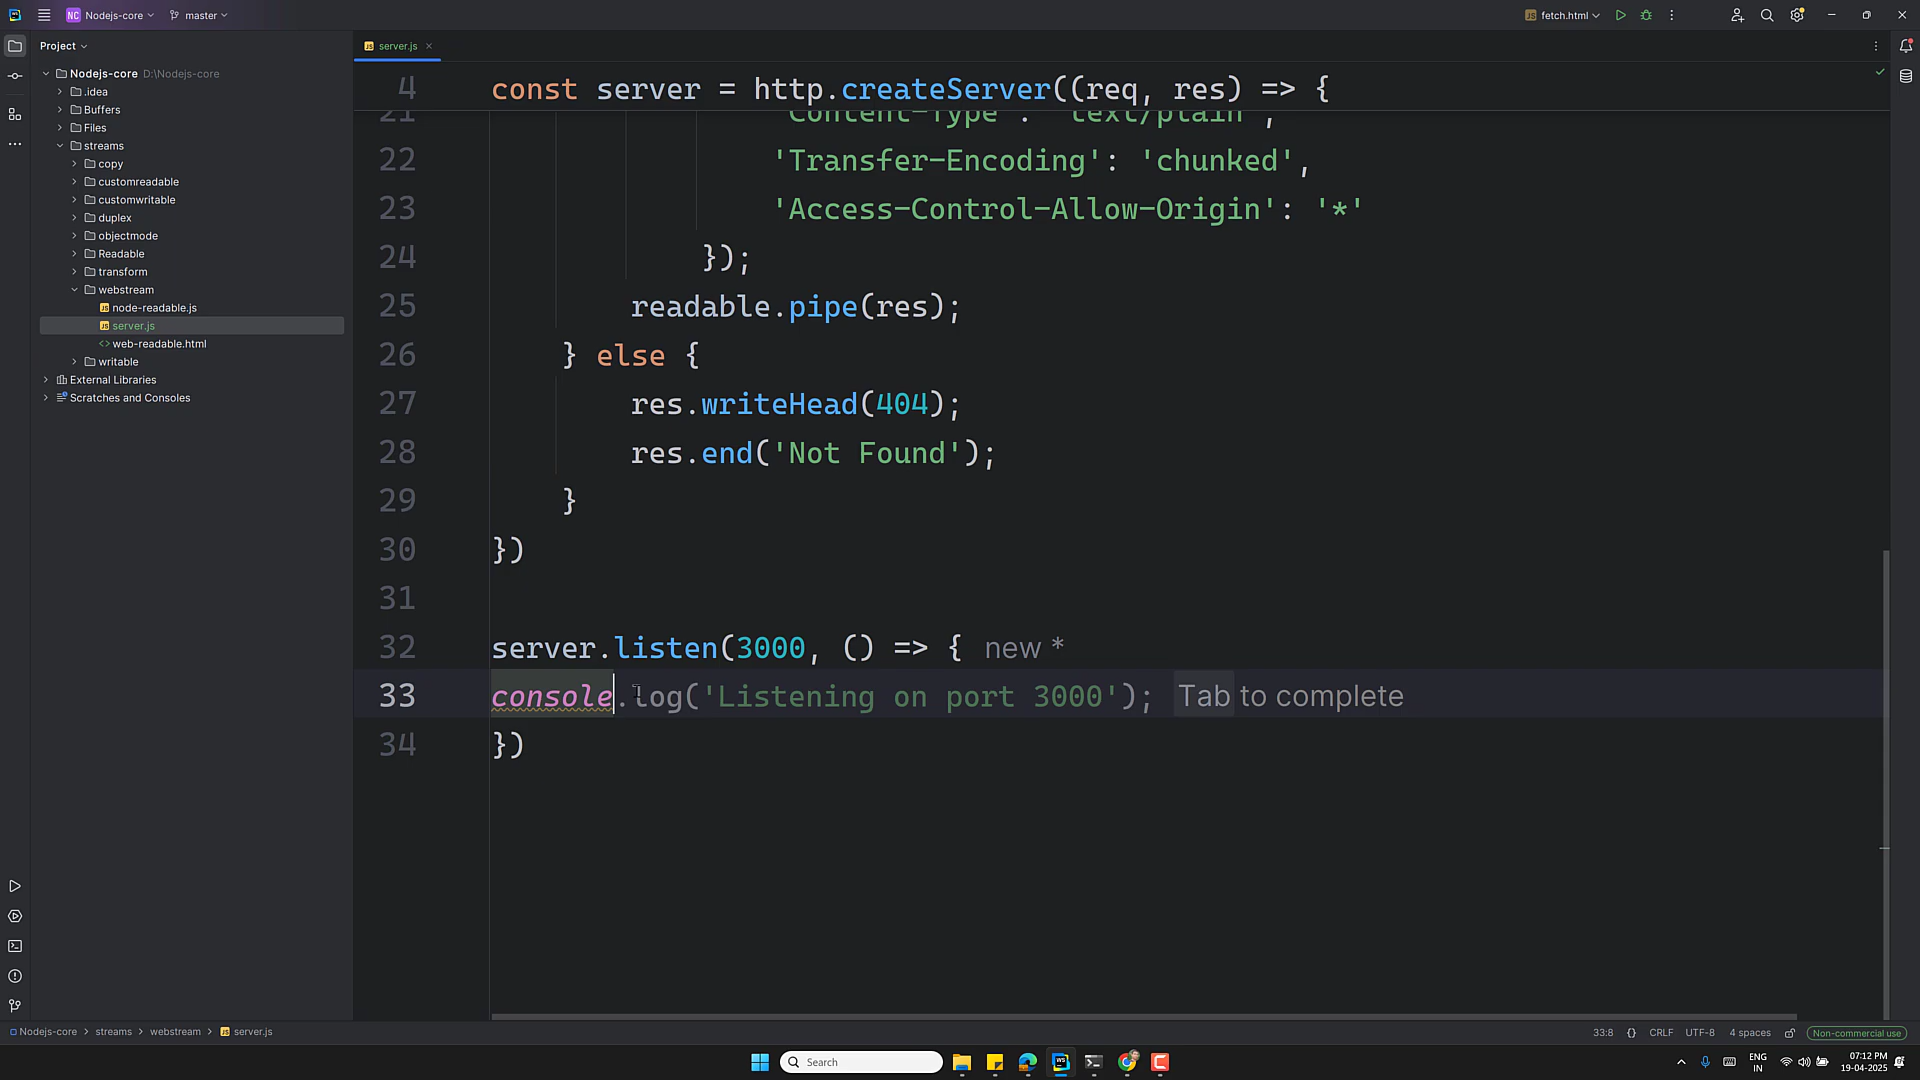 NC Nodejs-core master fetch.html
Project server.js
Nodejs-core D:\Nodejs-core
.idea
Buffers
Files
streams
copy
customreadable
customwritable
duplex
objectmode
Readable
transform
webstream
node-readable.js
server.js
web-readable.html
writable
External Libraries
Scratches and Consoles
4 const server = http.createServer((req, res) => {
21 'Content-Type': 'text/plain',
22 'Transfer-Encoding': 'chunked',
23 'Access-Control-Allow-Origin': '*'
24 });
25 readable.pipe(res);
26 } else {
27 res.writeHead(404);
28 res.end('Not Found');
29 }
30 })
31
32 server.listen(3000, () => { new *
33 console.log('Listening on port 3000'); Tab to complete
34 })
Nodejs-core > streams > webstream > server.js 33:8 {} CRLF UTF-8 4 spaces Non-commercial use
Search ENG IN 07:12 PM 19-04-2025